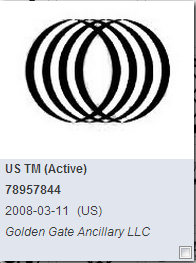 US TM (Active)
78957844
2008-03-11 (US)
Golden Gate Ancillary LLC